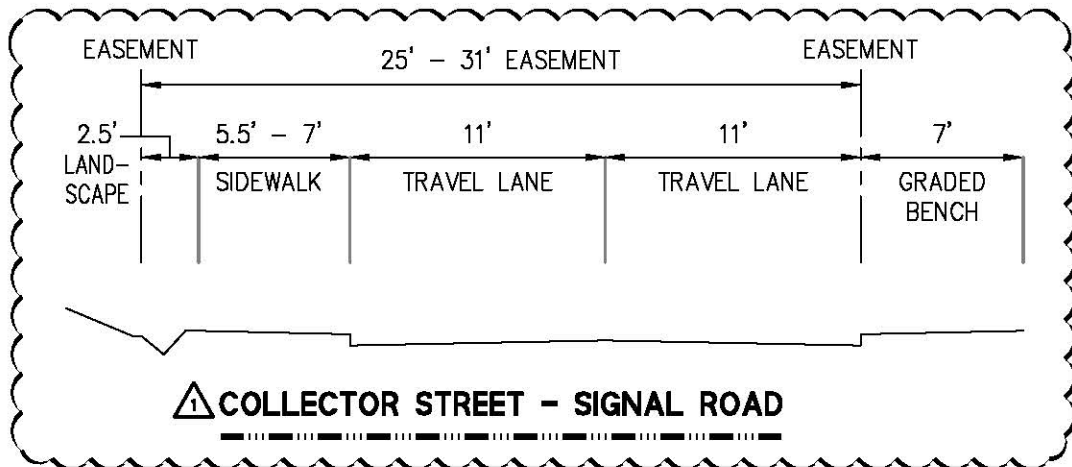 EASEMENT
25' - 31' EASEMENT
EASEMENT
2.5'
LAND-
SCAPE
5.5' - 7'
SIDEWALK
11'
TRAVEL LANE
11'
TRAVEL LANE
7'
GRADED
BENCH
1
COLLECTOR STREET - SIGNAL ROAD